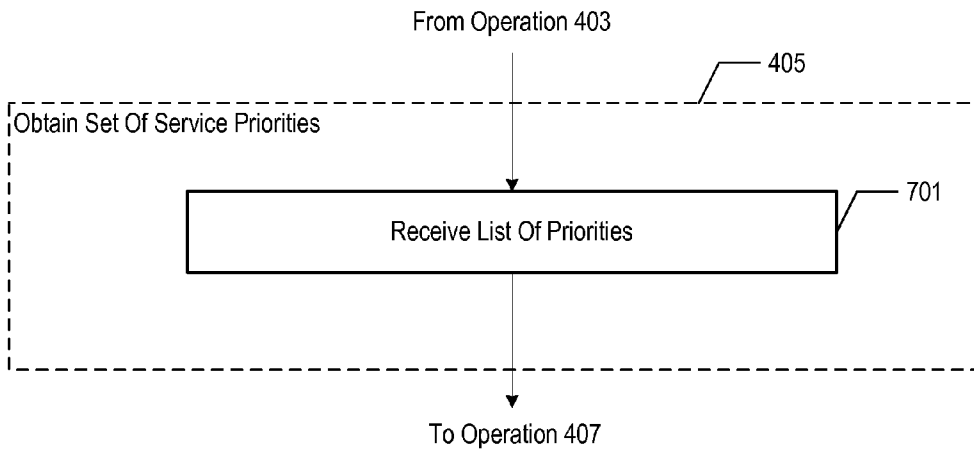 From Operation 403
405
Obtain Set Of Service Priorities
701
Receive List Of Priorities
To Operation 407